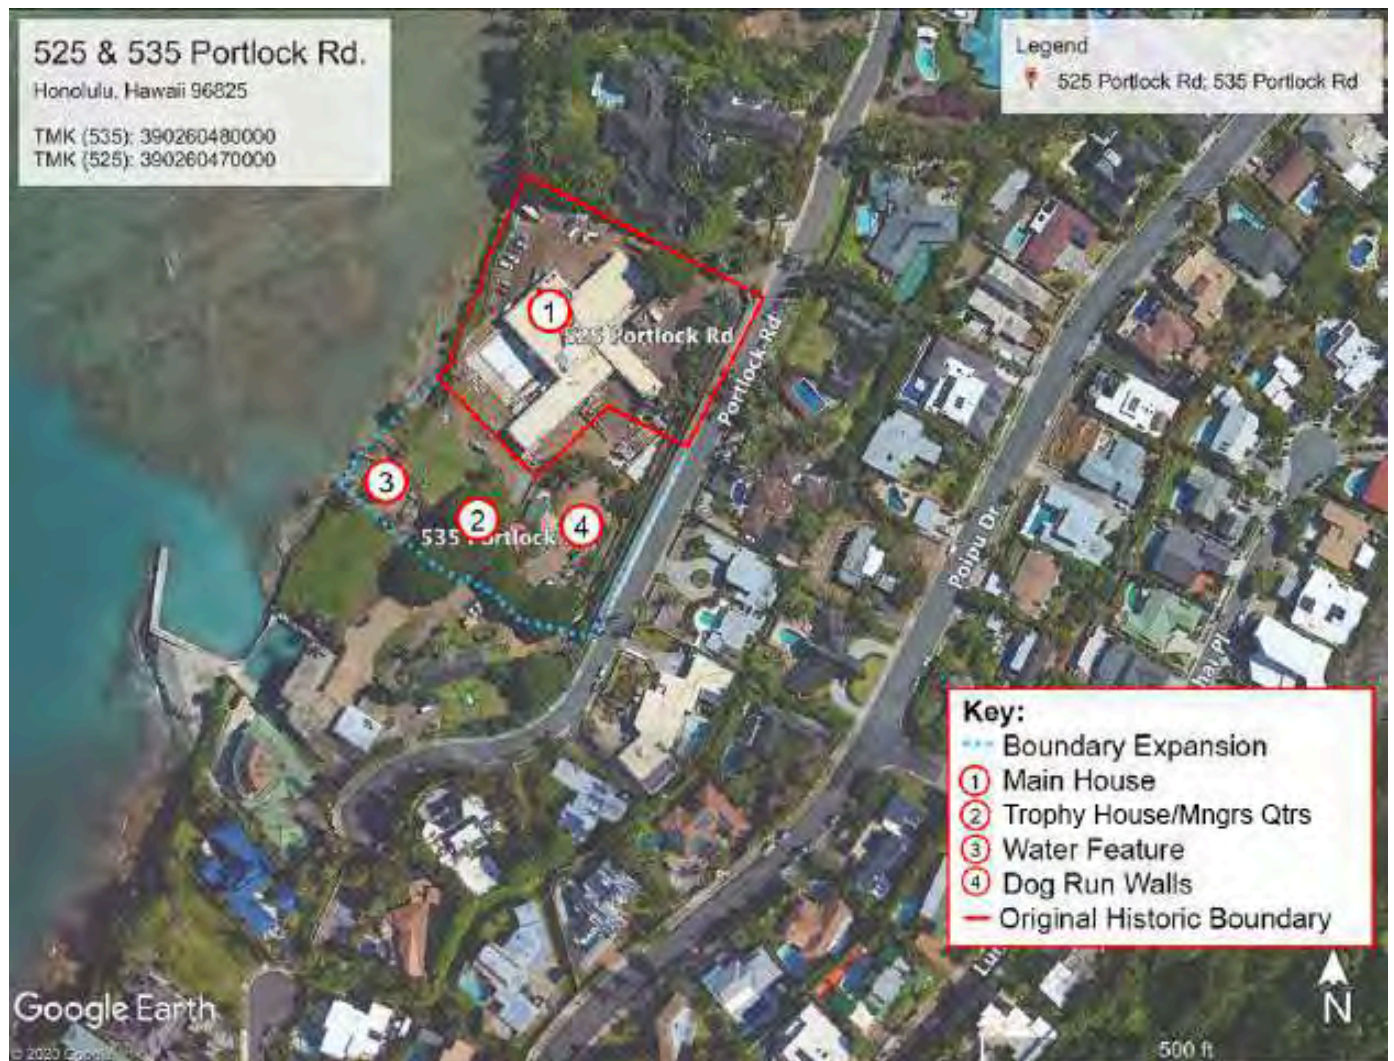 525 & 535 Portlock Rd.
Honolulu, Hawaii 96825
TMK (535): 390260480000
TMK (525): 390260470000
Legend
525 Portlock Rd; 535 Portlock Rd
1
525 Portlock Rd
Portlock Rd
3
2
4
535 Portlock
Poipu Dr
Key:
Boundary Expansion
1 Main House
2 Trophy House/Mngrs Qtrs
3 Water Feature
4 Dog Run Walls
Original Historic Boundary
Google Earth
N
© 2020 Google
500 ft